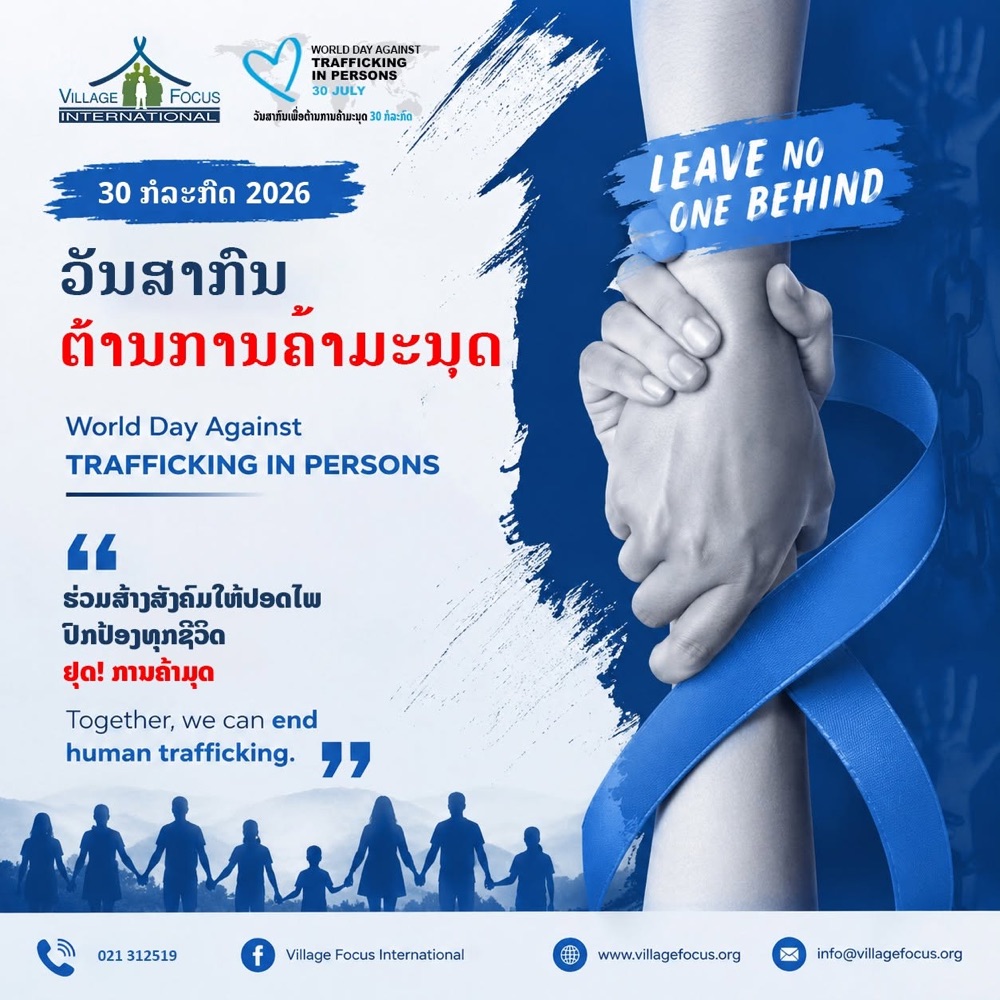 VILLAGE FOCUS
INTERNATIONAL
WORLD DAY AGAINST
TRAFFICKING
IN PERSONS
30 JULY
ວັນສາກົນເພື່ອຕ້ານການຄ້າມະນຸດ 30 ກໍລະກົດ
LEAVE NO
ONE BEHIND
30 ກໍລະກົດ 2026
ວັນສາກົນ
ຕ້ານການຄ້າມະນຸດ
World Day Against
TRAFFICKING IN PERSONS
“
ຮ່ວມສ້າງສັງຄົມໃຫ້ປອດໄພ
ປົກປ້ອງທຸກຊີວິດ
ຢຸດ! ການຄ້າມຸດ
Together, we can end
human trafficking. ”
021 312519
Village Focus International
www.villagefocus.org
info@villagefocus.org